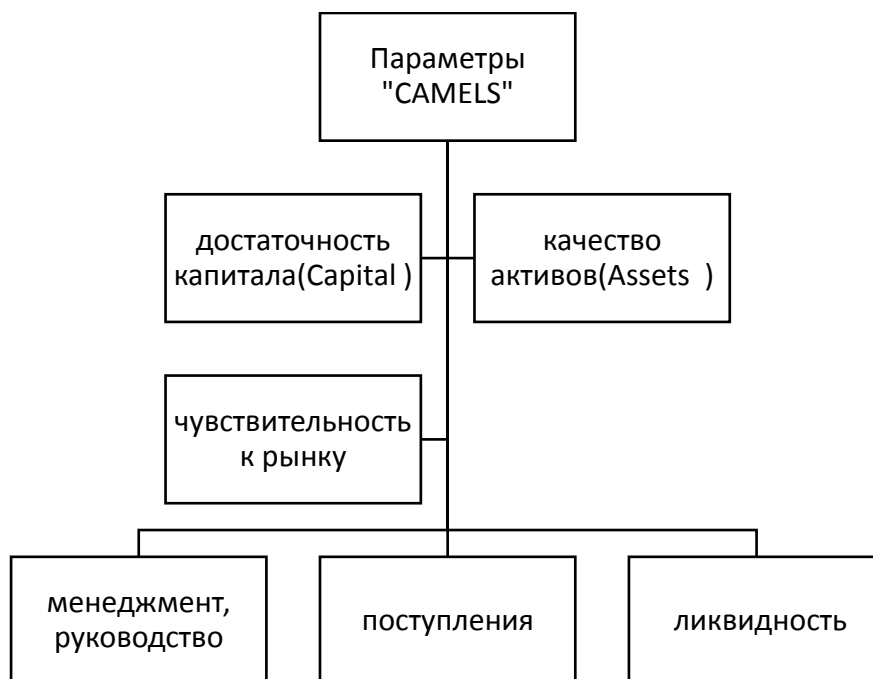 Параметры
"CAMELS"
достаточность
капитала(Capital )
качество
активов(Assets  )
чувствительность
к рынку
менеджмент,
руководство
поступления
ликвидность